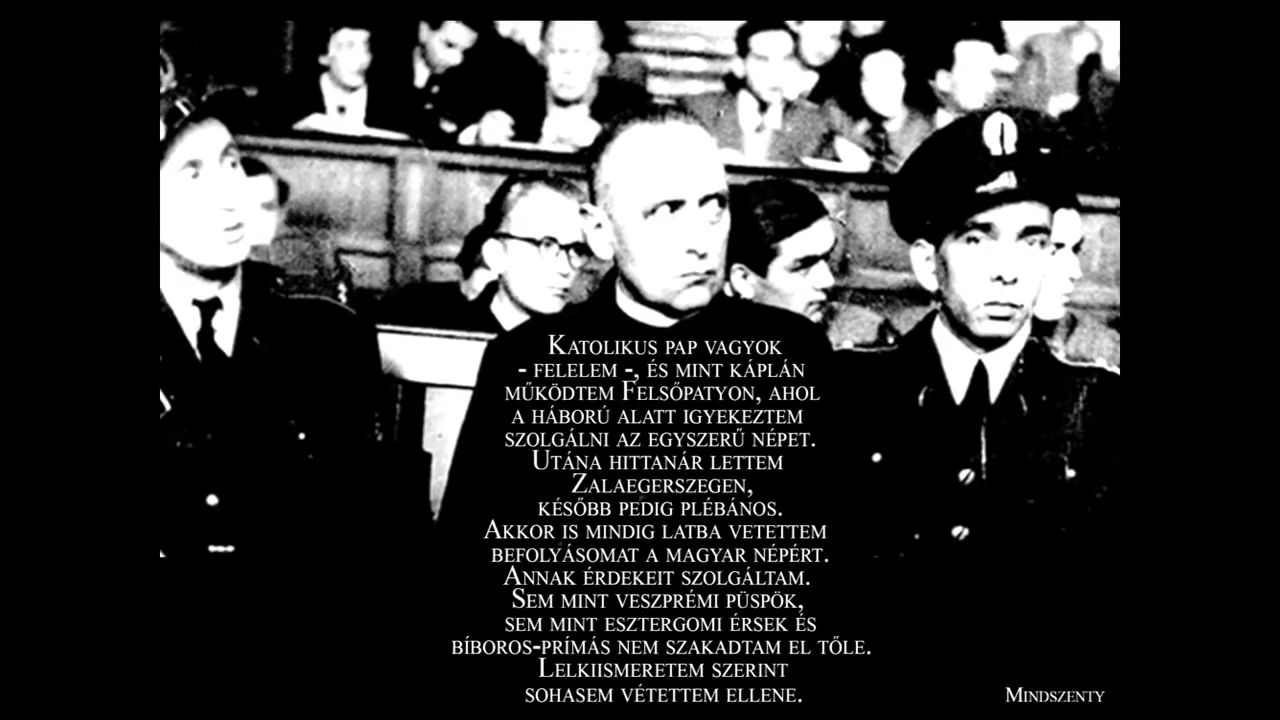 Katolikus pap vagyok
- felelem -, és mint káplán
működtem Felsőpatyon, ahol
a háború alatt igyekeztem
szolgálni az egyszerű népet.
Utána hittanár lettem
Zalaegerszegen,
később pedig plébános.
Akkor is mindig latba vetettem
befolyásomat a magyar népért.
Annak érdekeit szolgáltam.
Sem mint veszprémi püspök,
sem mint esztergomi érsek és
bíboros-prímás nem szakadtam el tőle.
Lelkiismeretem szerint
sohasem vétettem ellene.
Mindszenty